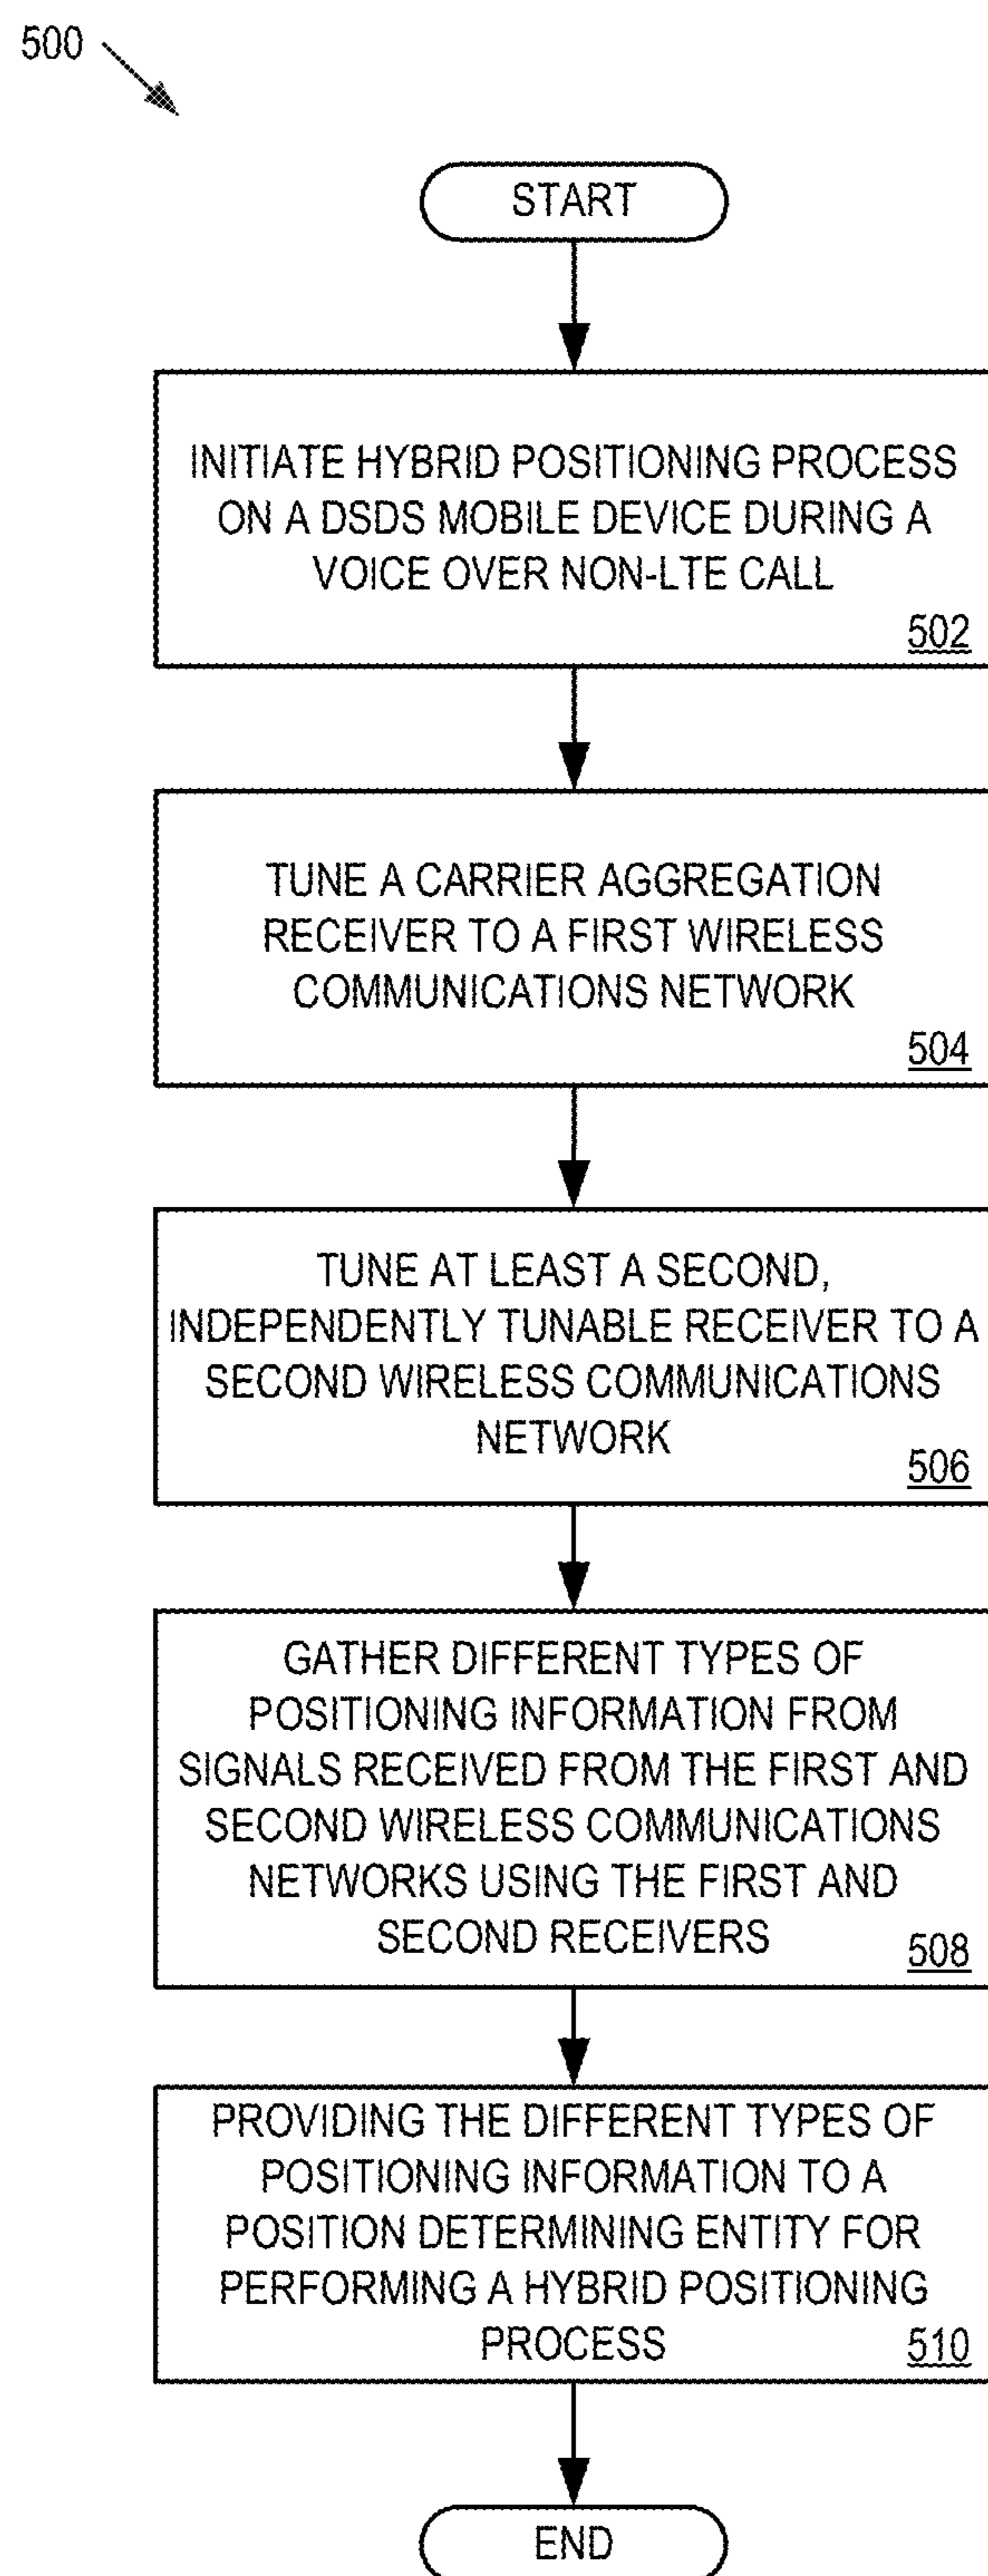 500
START
INITIATE HYBRID POSITIONING PROCESS
ON A DSDS MOBILE DEVICE DURING A
VOICE OVER NON-LTE CALL
502
TUNE A CARRIER AGGREGATION
RECEIVER TO A FIRST WIRELESS
COMMUNICATIONS NETWORK
504
TUNE AT LEAST A SECOND,
INDEPENDENTLY TUNABLE RECEIVER TO A
SECOND WIRELESS COMMUNICATIONS
NETWORK
506
GATHER DIFFERENT TYPES OF
POSITIONING INFORMATION FROM
SIGNALS RECEIVED FROM THE FIRST AND
SECOND WIRELESS COMMUNICATIONS
NETWORKS USING THE FIRST AND
SECOND RECEIVERS
508
PROVIDING THE DIFFERENT TYPES OF
POSITIONING INFORMATION TO A
POSITION DETERMINING ENTITY FOR
PERFORMING A HYBRID POSITIONING
PROCESS
510
END